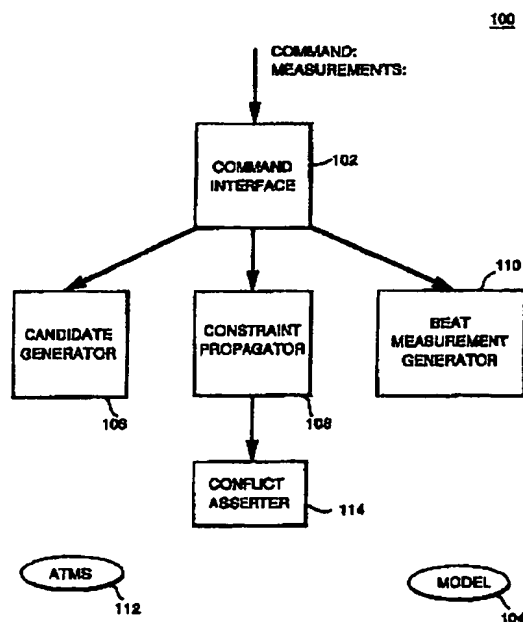 100
COMMAND:
MEASUREMENTS:
COMMAND
INTERFACE
102
110
CANDIDATE
GENERATOR
CONSTRAINT
PROPAGATOR
BEAT
MEASUREMENT
GENERATOR
106
108
CONFLICT
ASSERTER
114
ATMS
112
MODEL
104